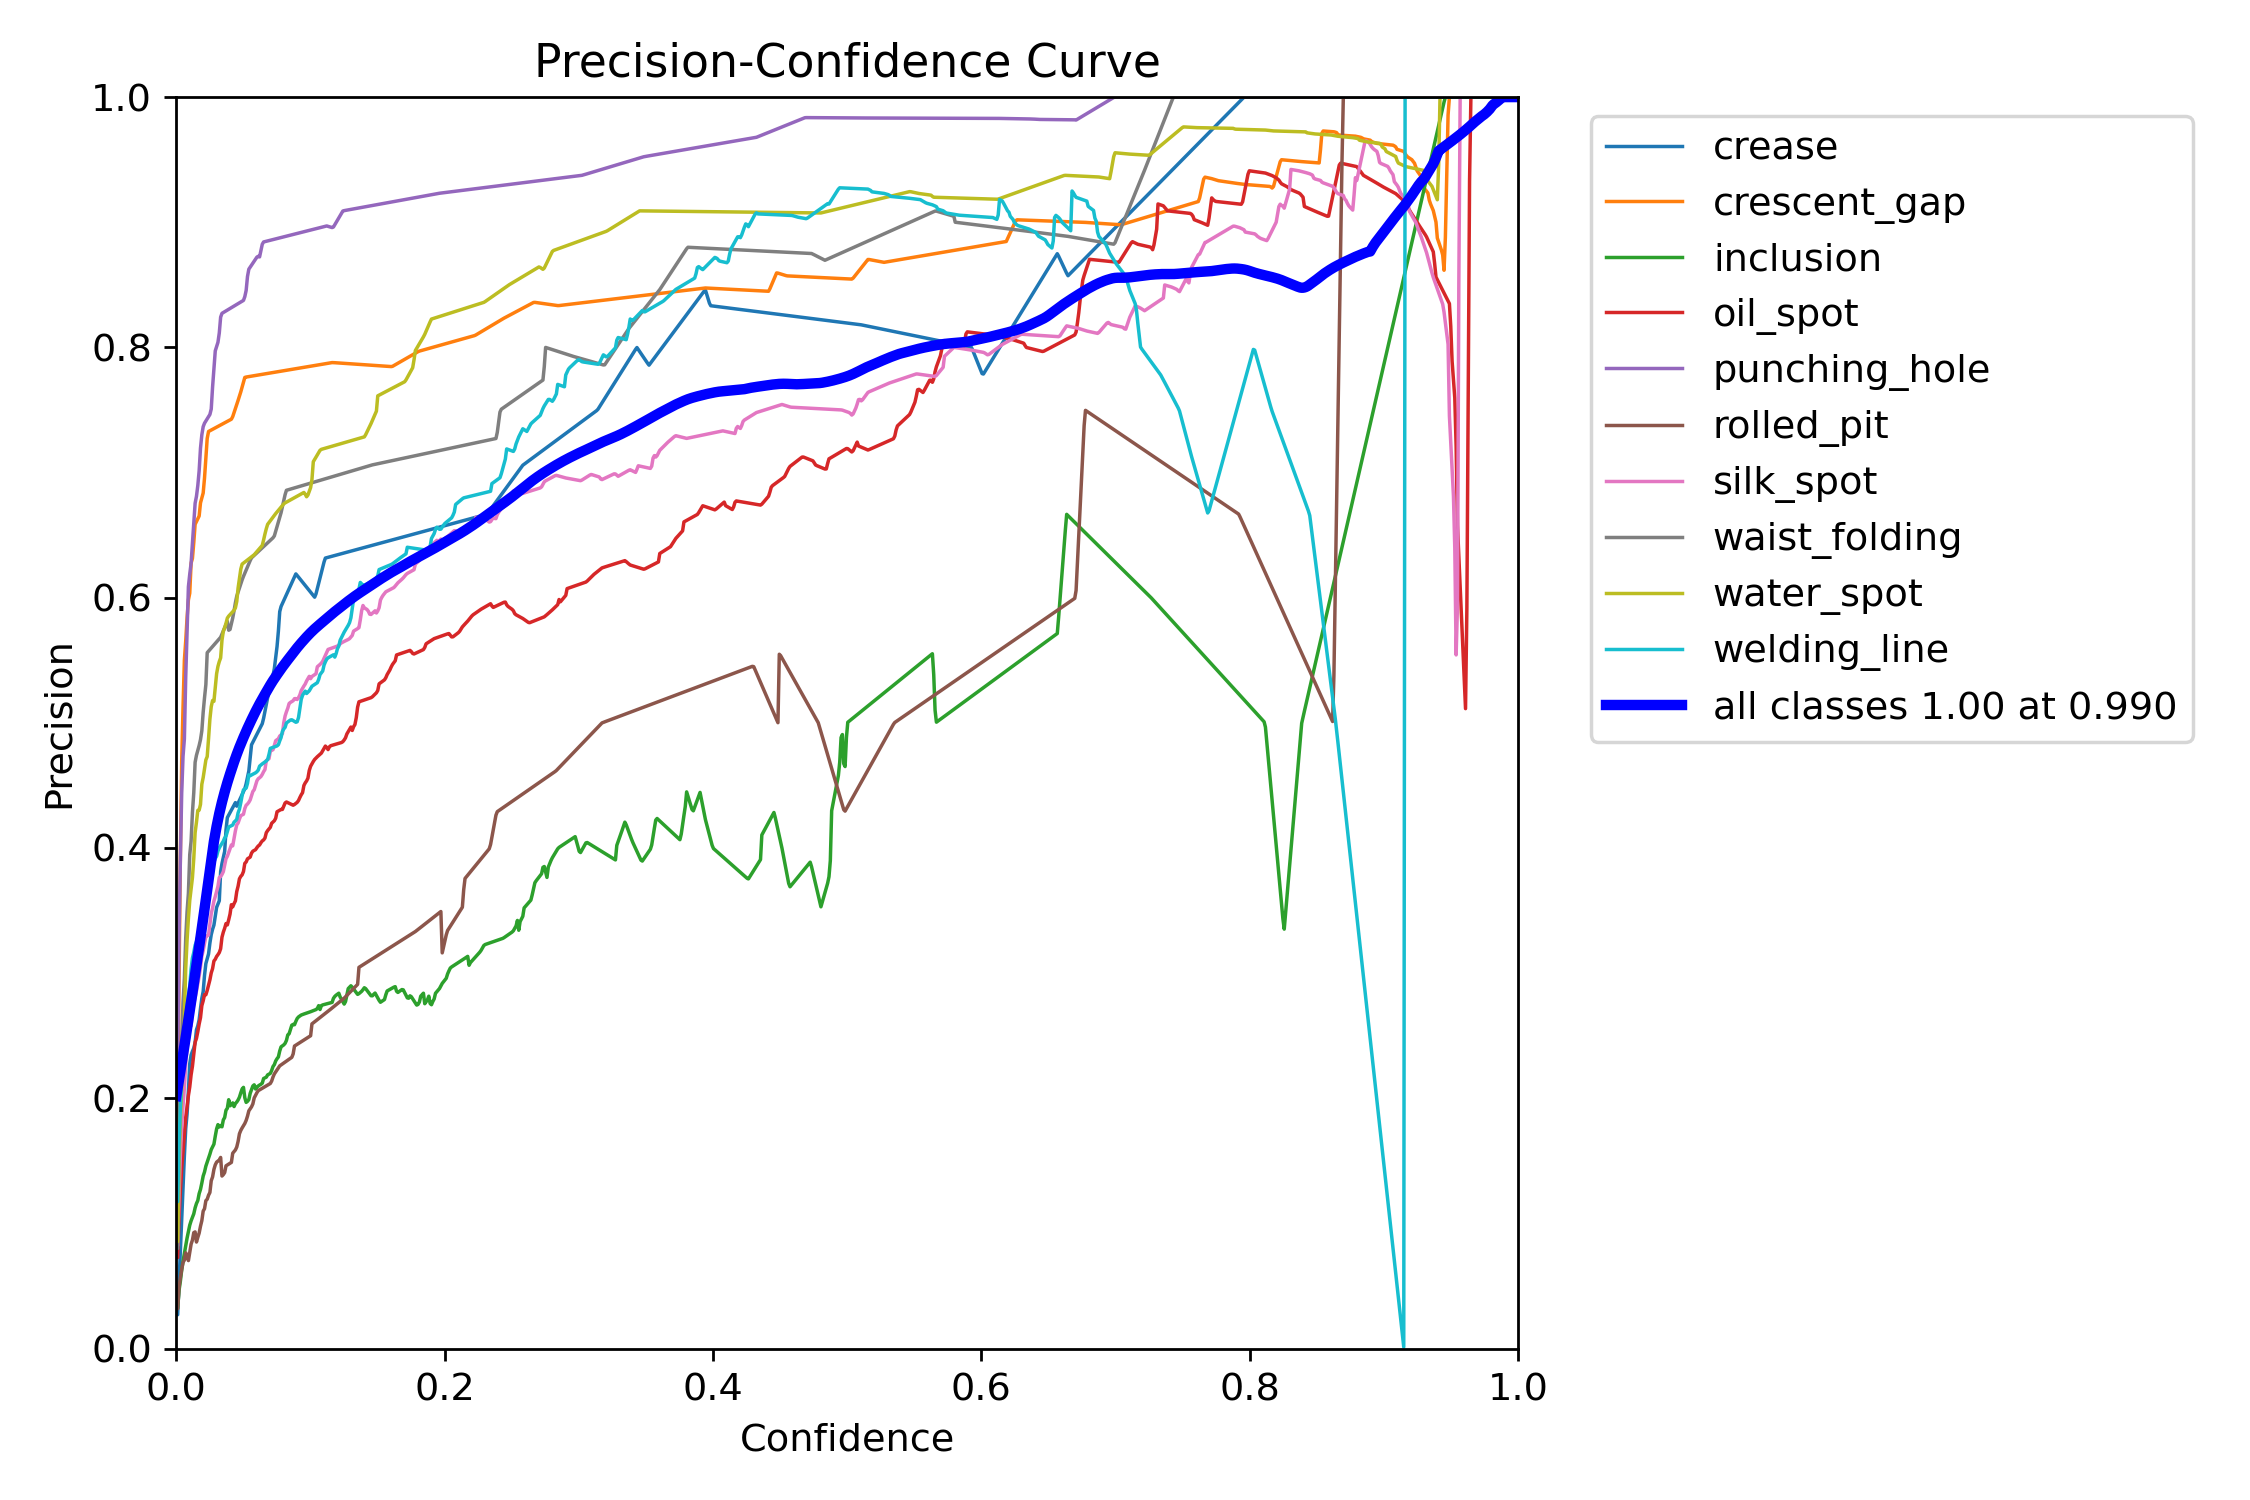 Precision-Confidence Curve
1.0
0.8
0.6
0.4
0.2
0.0
Precision
0.0 0.2 0.4 0.6 0.8 1.0
Confidence
crease
crescent_gap
inclusion
oil_spot
punching_hole
rolled_pit
silk_spot
waist_folding
water_spot
welding_line
all classes 1.00 at 0.990